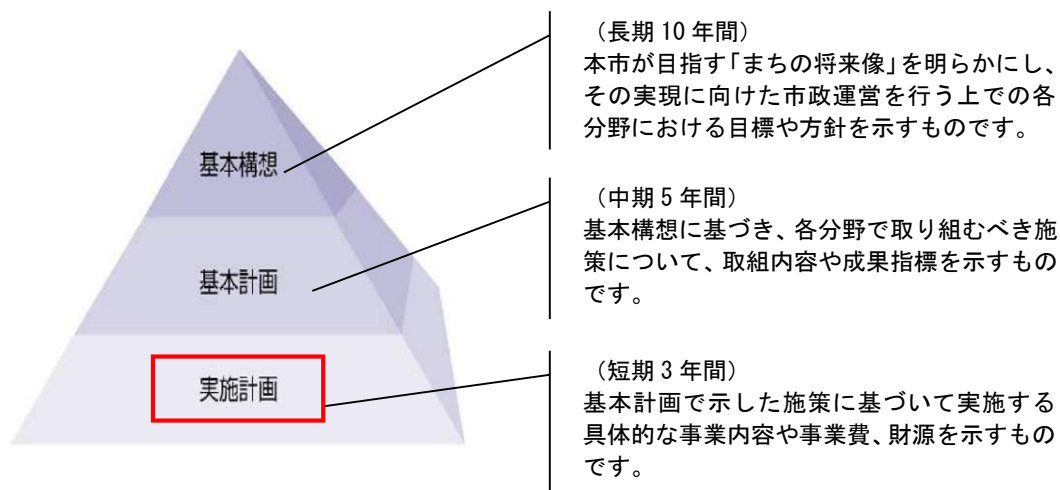 基本構想
（長期 10 年間）
本市が目指す「まちの将来像」を明らかにし、
その実現に向けた市政運営を行う上での各
分野における目標や方針を示すものです。
基本計画
（中期 5 年間）
基本構想に基づき、各分野で取り組むべき施
策について、取組内容や成果指標を示すもの
です。
実施計画
（短期 3 年間）
基本計画で示した施策に基づいて実施する
具体的な事業内容や事業費、財源を示すもの
です。